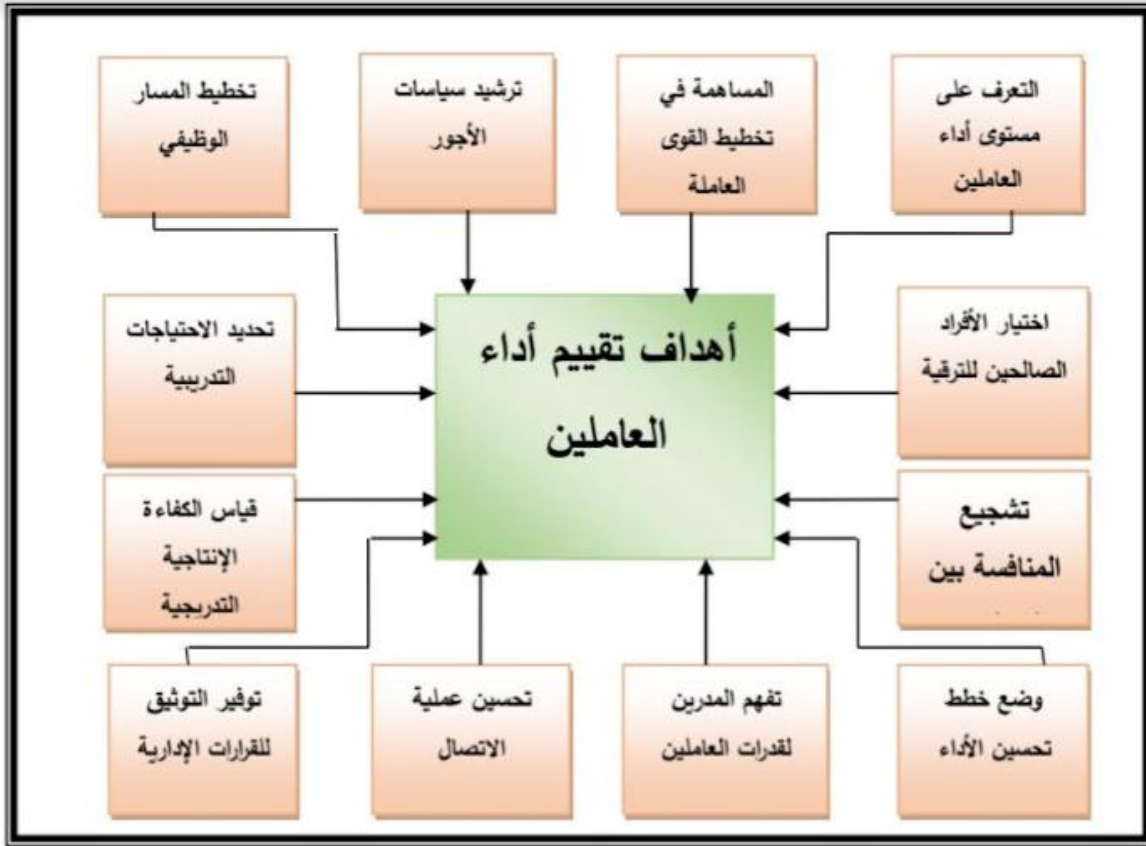 التعرف على
مستوى أداء
العاملين
المساهمة في
تخطيط القوى
العاملة
ترشيد سياسات
الأجور
تخطيط المسار
الوظيفي
أهداف تقييم أداء
العاملين
اختيار الأفراد
الصالحين للترقية
تحديد الاحتياجات
التدريبية
تشجيع
المنافسة بين
قياس الكفاءة
الإنتاجية
التدريجية
وضع خطط
تحسين الأداء
تفهم المدرين
لقدرات العاملين
تحسين عملية
الاتصال
توفير التوثيق
للقرارات الإدارية